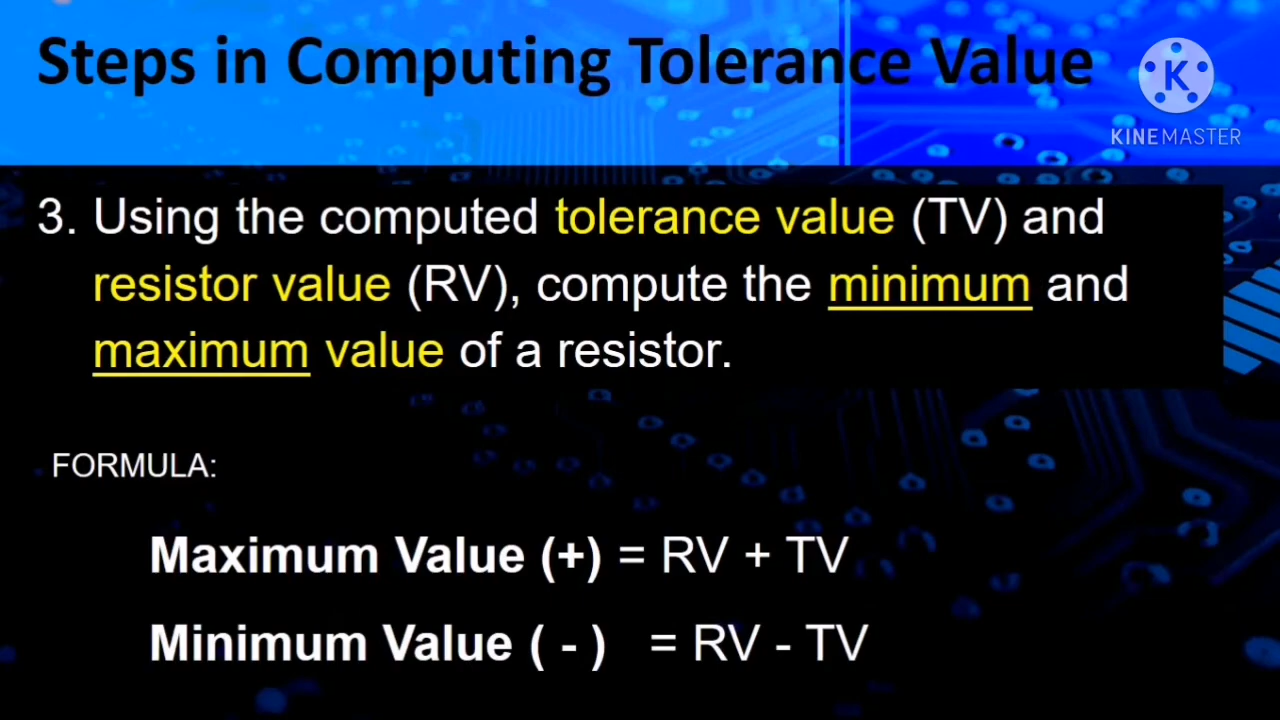 Steps in Computing Tolerance Value
K
KINEMASTER
3. Using the computed tolerance value (TV) and
resistor value (RV), compute the minimum and
maximum value of a resistor.
FORMULA:
Maximum Value (+) = RV + TV
Minimum Value ( - ) = RV - TV